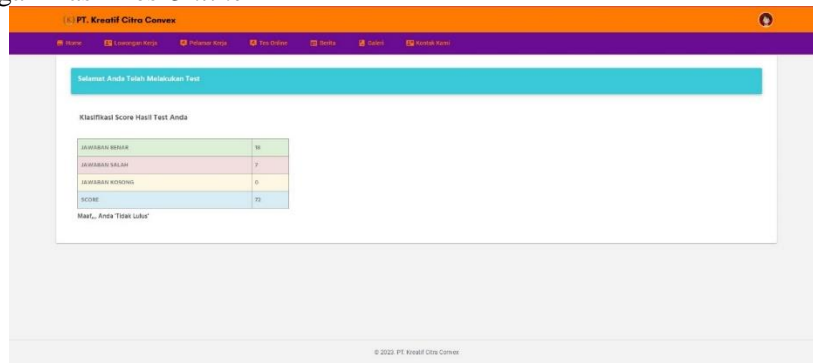 PT. Kreatif Citra Convex
Home Lowongan Kerja Pelamar Kerja Tes Online Berita Galeri Kontak Kami
Selamat Anda Telah Melakukan Test
Klasifikasi Score Hasil Test Anda
JAWABAN BENAR 18
JAWABAN SALAH 7
JAWABAN KOSONG 0
SCORE 72
Maaf,,, Anda 'Tidak Lulus'
© 2023. PT. Kreatif Citra Convex